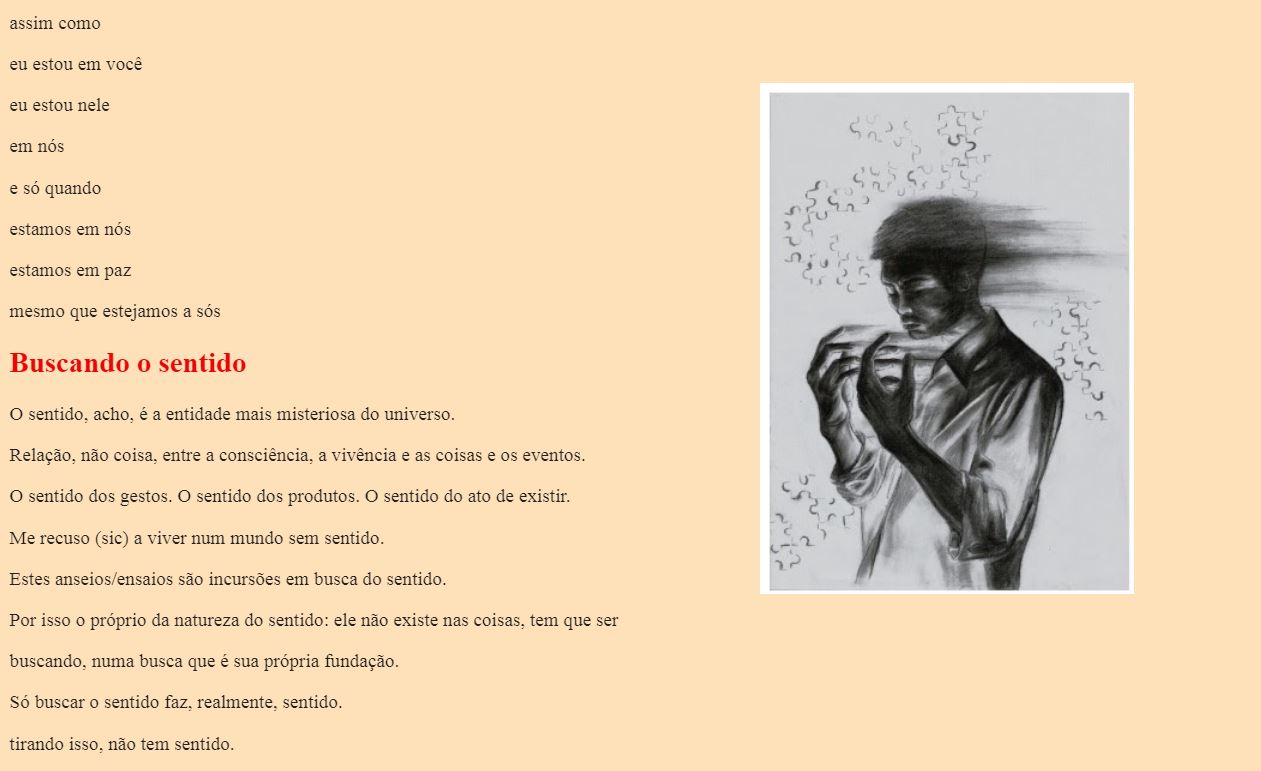 assim como
eu estou em você
eu estou nele
em nós
e só quando
estamos em nós
estamos em paz
mesmo que estejamos a sós
Buscando o sentido
O sentido, acho, é a entidade mais misteriosa do universo.
Relação, não coisa, entre a consciência, a vivência e as coisas e os eventos.
O sentido dos gestos. O sentido dos produtos. O sentido do ato de existir.
Me recuso (sic) a viver num mundo sem sentido.
Estes anseios/ensaios são incursões em busca do sentido.
Por isso o próprio da natureza do sentido: ele não existe nas coisas, tem que ser
buscando, numa busca que é sua própria fundação.
Só buscar o sentido faz, realmente, sentido.
tirando isso, não tem sentido.